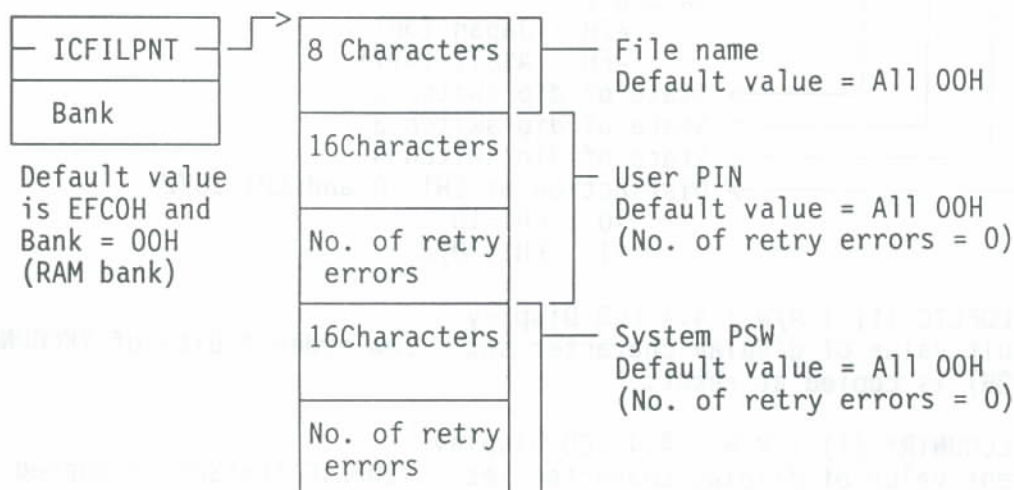 ICFILPNT
Bank
Default value
is EFC0H and
Bank = 00H
(RAM bank)
8 Characters
16Characters
No. of retry
errors
16Characters
No. of retry
errors
File name
Default value = All 00H
User PIN
Default value = All 00H
(No. of retry errors = 0)
System PSW
Default value = All 00H
(No. of retry errors = 0)